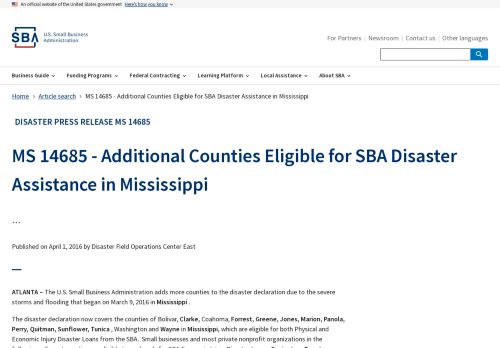 An official website of the United States government Here's how you know
SBA U.S. Small Business Administration
For Partners Newsroom Contact us Other languages
Business Guide Funding Programs Federal Contracting Learning Platform Local Assistance About SBA
Home › Article search › MS 14685 - Additional Counties Eligible for SBA Disaster Assistance in Mississippi
DISASTER PRESS RELEASE MS 14685
MS 14685 - Additional Counties Eligible for SBA Disaster
Assistance in Mississippi
...
Published on April 1, 2016 by Disaster Field Operations Center East
ATLANTA – The U.S. Small Business Administration adds more counties to the disaster declaration due to the severe
storms and flooding that began on March 9, 2016 in Mississippi .
The disaster declaration now covers the counties of Bolivar, Clarke, Coahoma, Forrest, Greene, Jones, Marion, Panola,
Perry, Quitman, Sunflower, Tunica , Washington and Wayne in Mississippi, which are eligible for both Physical and
Economic Injury Disaster Loans from the SBA. Small businesses and most private nonprofit organizations in the